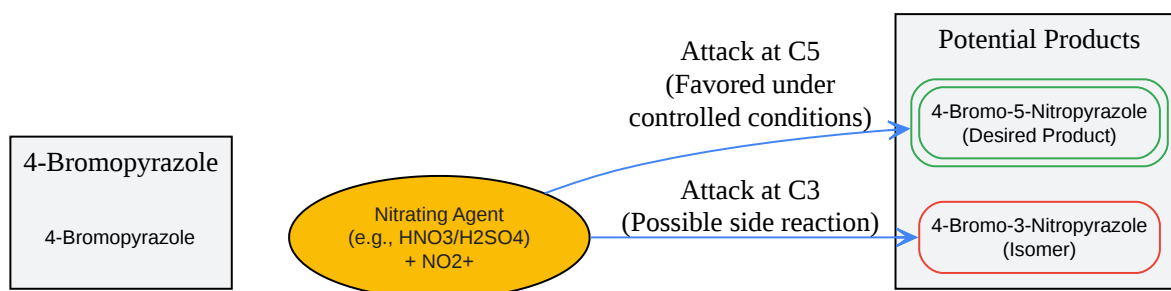 4-Bromopyrazole
4-Bromopyrazole
Nitrating Agent
(e.g., HNO3/H2SO4)
+ NO2+
Attack at C5
(Favored under
controlled conditions)
Attack at C3
(Possible side reaction)
Potential Products
4-Bromo-5-Nitropyrazole
(Desired Product)
4-Bromo-3-Nitropyrazole
(Isomer)